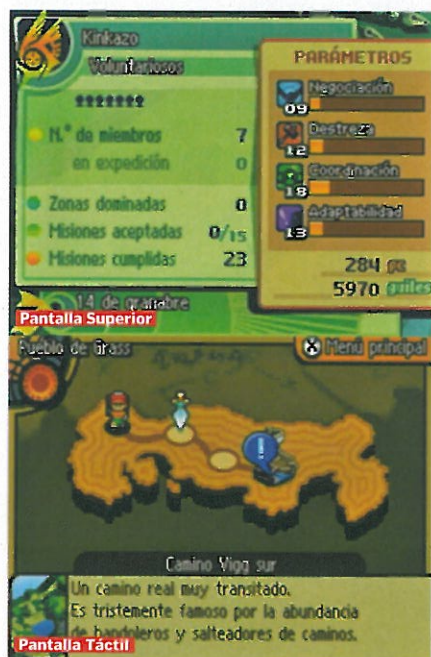 Kinkazo
Voluntariosos
N.º de miembros 7
en expedición 0
Zonas dominadas 0
Misiones aceptadas 0/15
Misiones cumplidas 23
PARÁMETROS
Negociación
09
Destreza
12
Coordinación
18
Adaptabilidad
13
284
5970 guiles
14 de granabre
Pantalla Superior
Pueblo de Grass
X Menú principal
Camino Vigg sur
Un camino real muy transitado.
Es tristemente famoso por la abundancia
de bandoleros y salteadores de caminos.
Pantalla Táctil